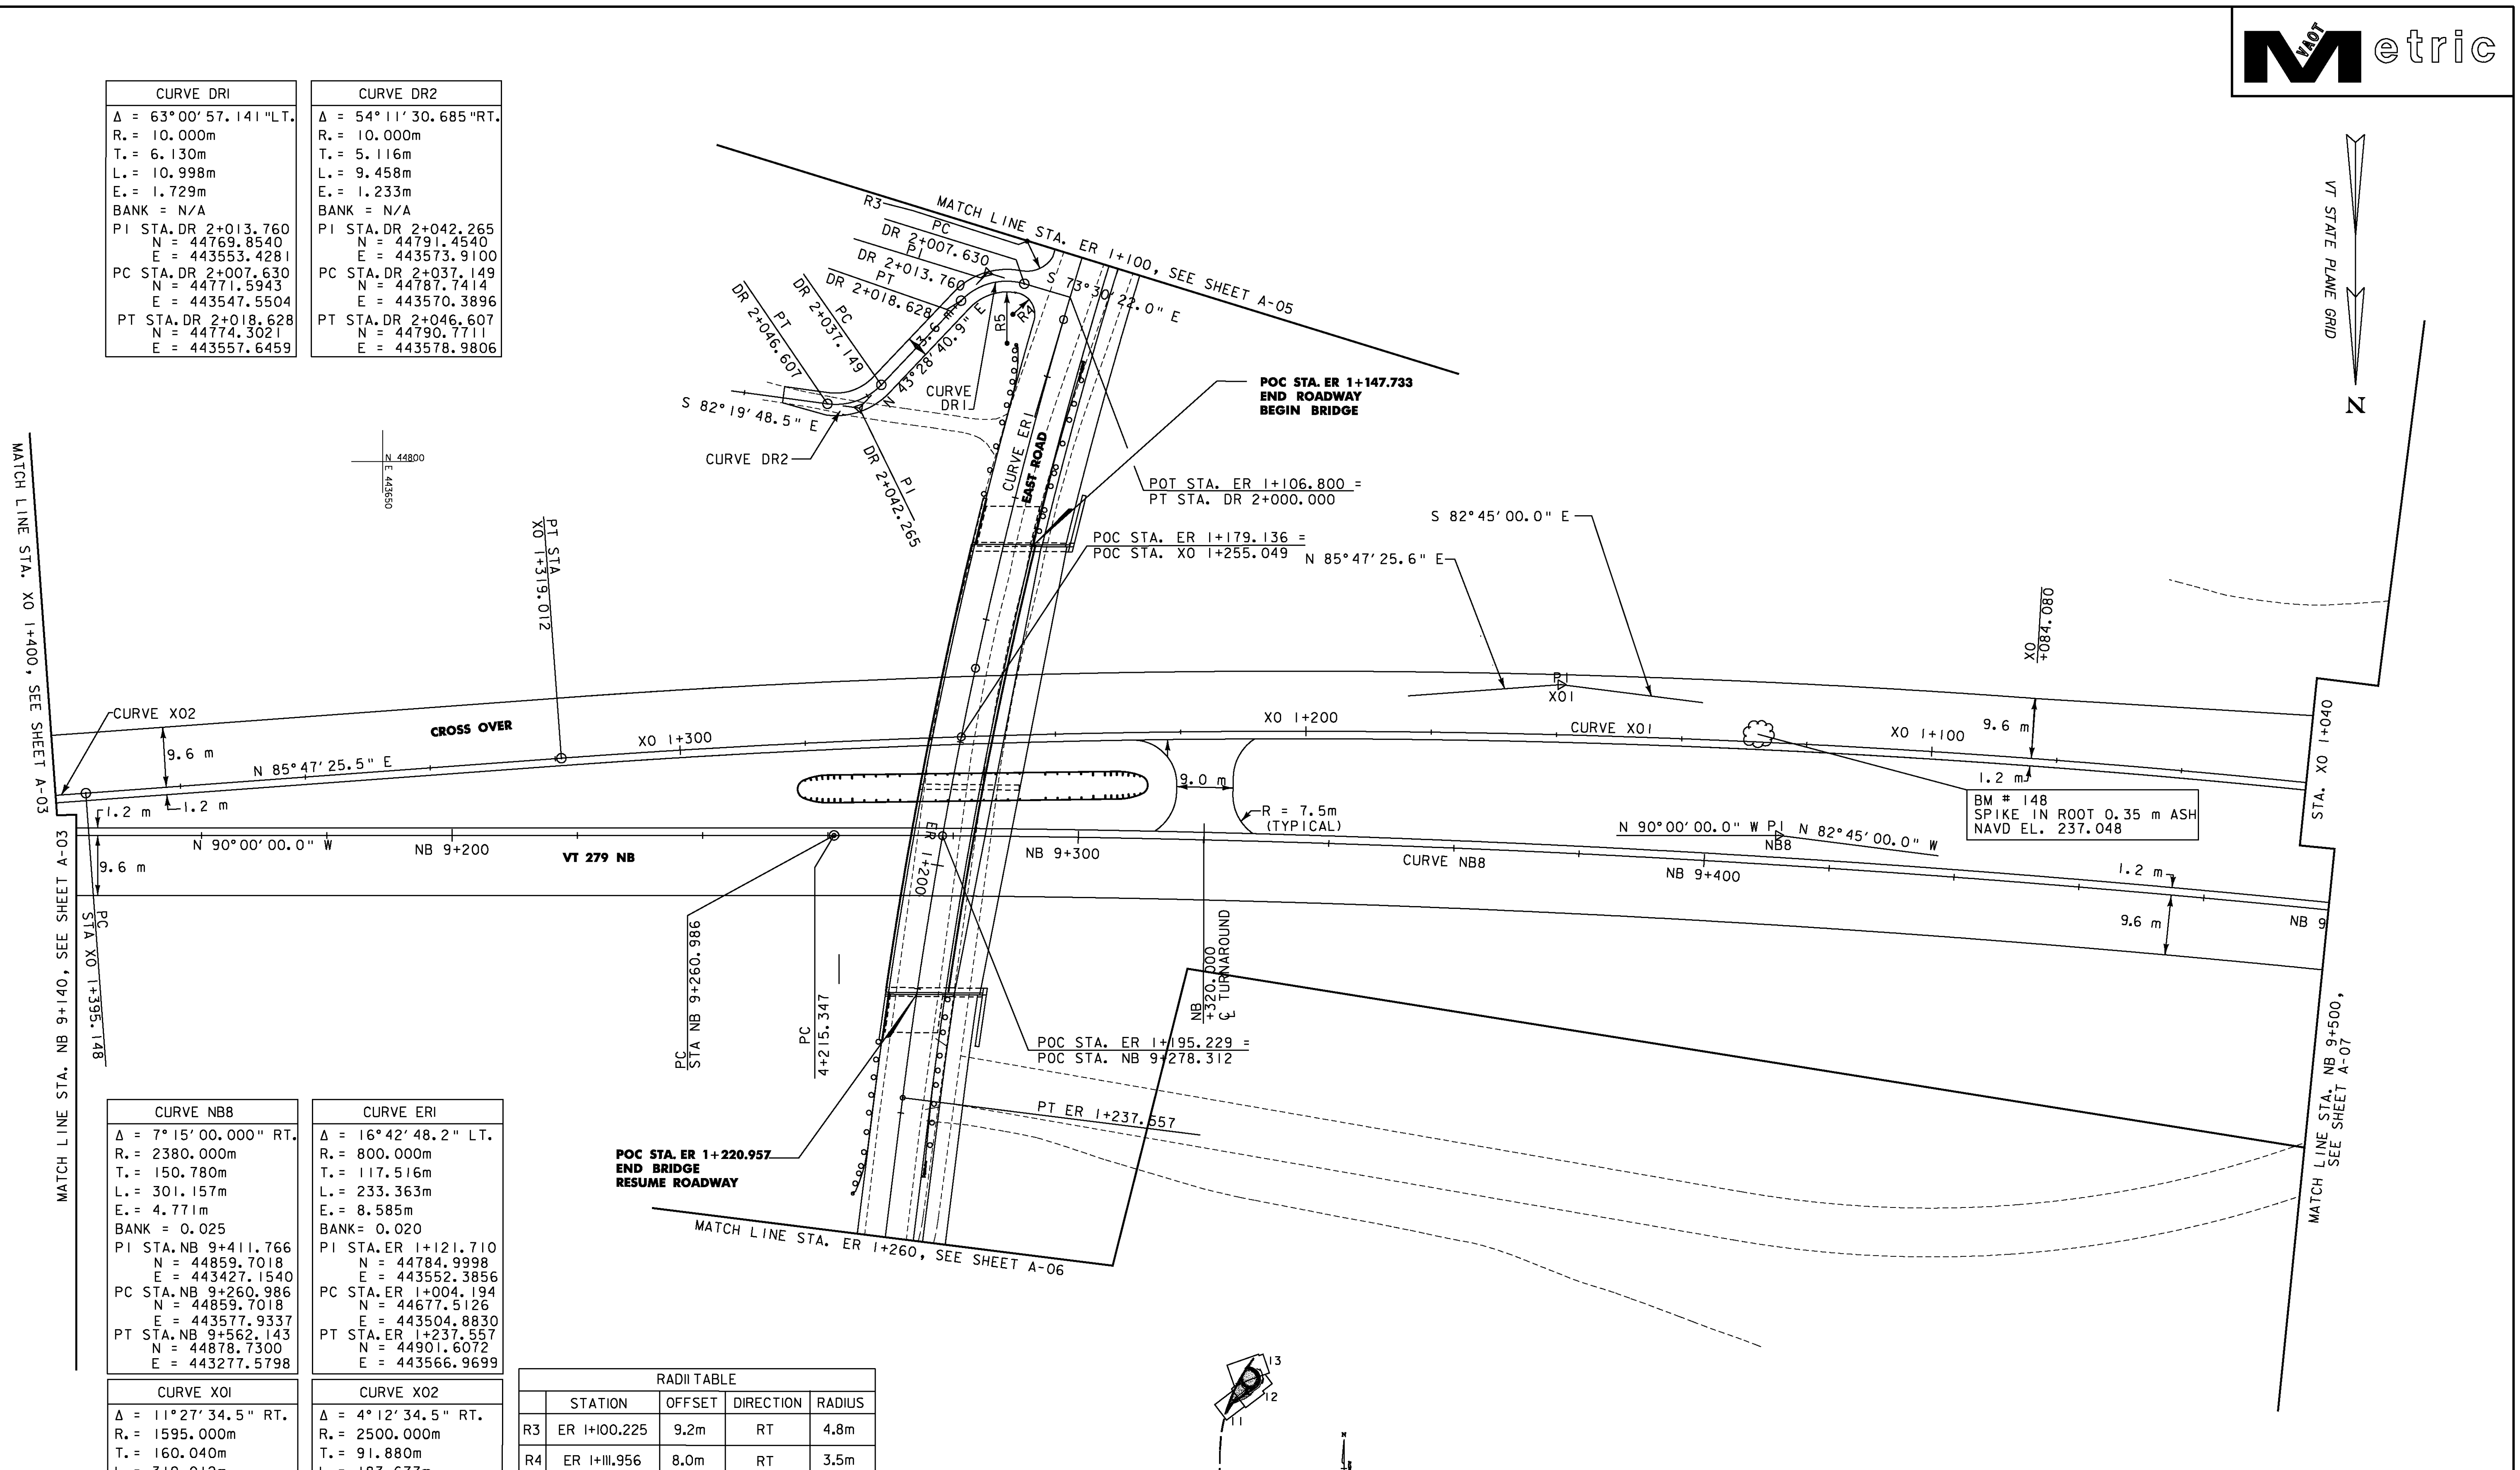 VAOT
Metric
CURVE DR1
Δ = 63°00'57.141"LT.
R.= 10.000m
T.= 6.130m
L.= 10.998m
E.= 1.729m
BANK = N/A
PI STA.DR 2+013.760
N = 44769.8540
E = 443553.4281
PC STA.DR 2+007.630
N = 44771.5943
E = 443547.5504
PT STA.DR 2+018.628
N = 44774.3021
E = 443557.6459
CURVE DR2
Δ = 54°11'30.685"RT.
R.= 10.000m
T.= 5.116m
L.= 9.458m
E.= 1.233m
BANK = N/A
PI STA.DR 2+042.265
N = 44791.4540
E = 443573.9100
PC STA.DR 2+037.149
N = 44787.7414
E = 443570.3896
PT STA.DR 2+046.607
N = 44790.7711
E = 443578.9806
VT STATE PLANE GRID
N
R3
MATCH LINE STA. ER 1+100, SEE SHEET A-05
PC
DR 2+007.630
PI
DR 2+013.760
PT
DR 2+018.628
PC
DR 2+037.149
PT
DR 2+046.607
S 73°30'22.0" E
R4
R5
3.6 m
N 43°28'40.9" E
CURVE
DR1
S 82°19'48.5" E
CURVE DR2
PI
DR 2+042.265
CURVE ER1
EAST ROAD
POC STA. ER 1+147.733
END ROADWAY
BEGIN BRIDGE
POT STA. ER 1+106.800 =
PT STA. DR 2+000.000
POC STA. ER 1+179.136 =
POC STA. XO 1+255.049
S 82°45'00.0" E
N 85°47'25.6" E
N 44800
E 443650
MATCH LINE STA. XO 1+400, SEE SHEET A-03
PT STA
XO 1+319.012
XO
+084.080
PI
XO1
CURVE XO2
CROSS OVER
9.6 m
N 85°47'25.5" E
1.2 m
1.2 m
XO 1+300
XO 1+200
CURVE XO1
XO 1+100
9.6 m
1.2 m
STA. XO 1+040
9.0 m
R = 7.5m
(TYPICAL)
BM # 148
SPIKE IN ROOT 0.35 m ASH
NAVD EL. 237.048
N 90°00'00.0" W
NB 9+200
VT 279 NB
9.6 m
ER 1+200
NB 9+300
N 90°00'00.0" W
PI
NB8
N 82°45'00.0" W
CURVE NB8
NB 9+400
1.2 m
9.6 m
NB 9
MATCH LINE STA. NB 9+140, SEE SHEET A-03
PC
STA XO 1+395.148
PC
STA NB 9+260.986
PC
4+215.347
NB
+320.000
℄ TURNAROUND
POC STA. ER 1+195.229 =
POC STA. NB 9+278.312
PT ER 1+237.557
POC STA. ER 1+220.957
END BRIDGE
RESUME ROADWAY
MATCH LINE STA. ER 1+260, SEE SHEET A-06
MATCH LINE STA. NB 9+500,
SEE SHEET A-07
CURVE NB8
Δ = 7°15'00.000" RT.
R.= 2380.000m
T.= 150.780m
L.= 301.157m
E.= 4.771m
BANK = 0.025
PI STA.NB 9+411.766
N = 44859.7018
E = 443427.1540
PC STA.NB 9+260.986
N = 44859.7018
E = 443577.9337
PT STA.NB 9+562.143
N = 44878.7300
E = 443277.5798
CURVE ER1
Δ = 16°42'48.2" LT.
R.= 800.000m
T.= 117.516m
L.= 233.363m
E.= 8.585m
BANK= 0.020
PI STA.ER 1+121.710
N = 44784.9998
E = 443552.3856
PC STA.ER 1+004.194
N = 44677.5126
E = 443504.8830
PT STA.ER 1+237.557
N = 44901.6072
E = 443566.9699
CURVE XO1
Δ = 11°27'34.5" RT.
R.= 1595.000m
T.= 160.040m
CURVE XO2
Δ = 4°12'34.5" RT.
R.= 2500.000m
T.= 91.880m
RADII TABLE
STATION OFFSET DIRECTION RADIUS
R3 ER 1+100.225 9.2m RT 4.8m
R4 ER 1+111.956 8.0m RT 3.5m
13
12
11
N